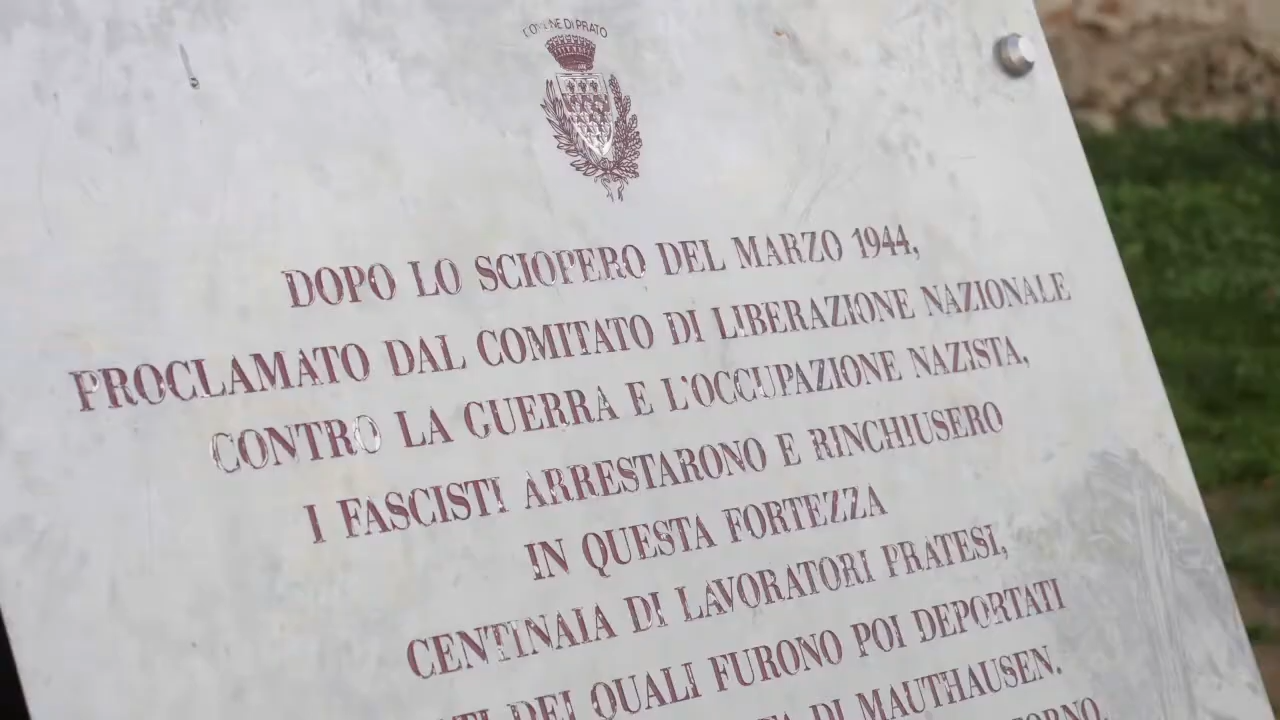 COMUNE DI PRATO
DOPO LO SCIOPERO DEL MARZO 1944,
PROCLAMATO DAL COMITATO DI LIBERAZIONE NAZIONALE
CONTRO LA GUERRA E L'OCCUPAZIONE NAZISTA,
I FASCISTI ARRESTARONO E RINCHIUSERO
IN QUESTA FORTEZZA
CENTINAIA DI LAVORATORI PRATESI,
DEI QUALI FURONO POI DEPORTATI
DI MAUTHAUSEN.